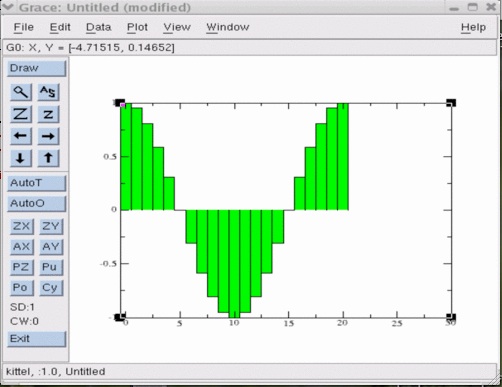 Grace: Untitled (modified)
File Edit Data Plot View Window Help
G0: X, Y = [-4.71515, 0.14652]
Draw
A S
Z z
AutoT
AutoO
ZX ZY
AX AY
PZ Pu
Po Cy
SD:1
CW:0
Exit
1
0.5
0
-0.5
-1
0 5 10 15 20 25 30
kittel, :1.0, Untitled